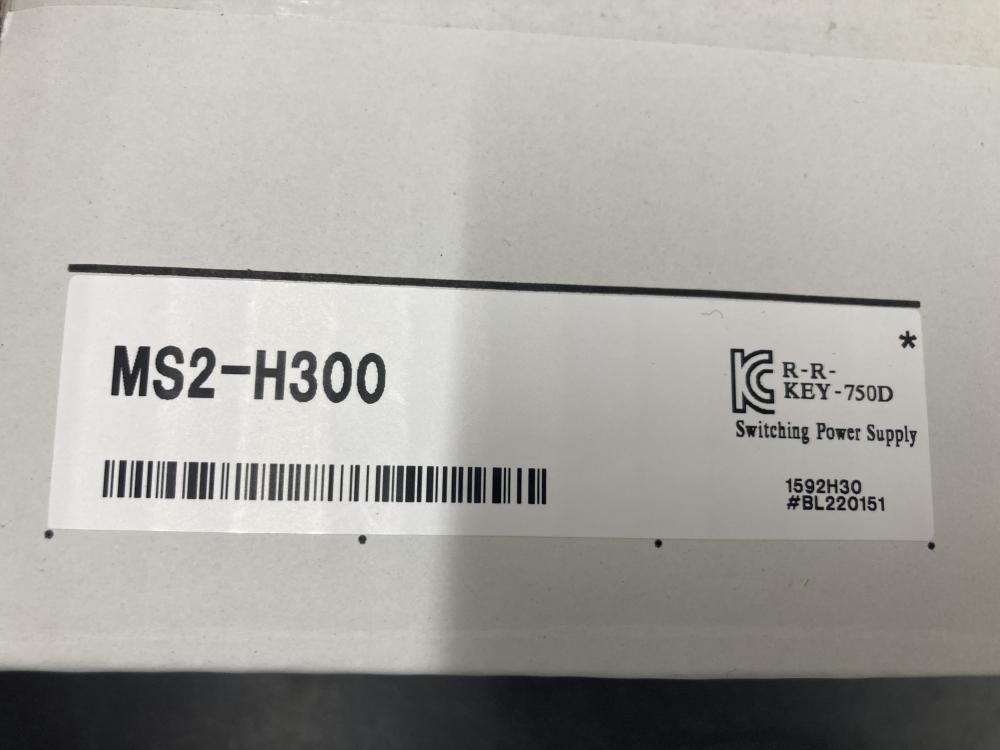 MS2-H300
*
R-R-
KEY-750D
Switching Power Supply
1592H30
#BL220151